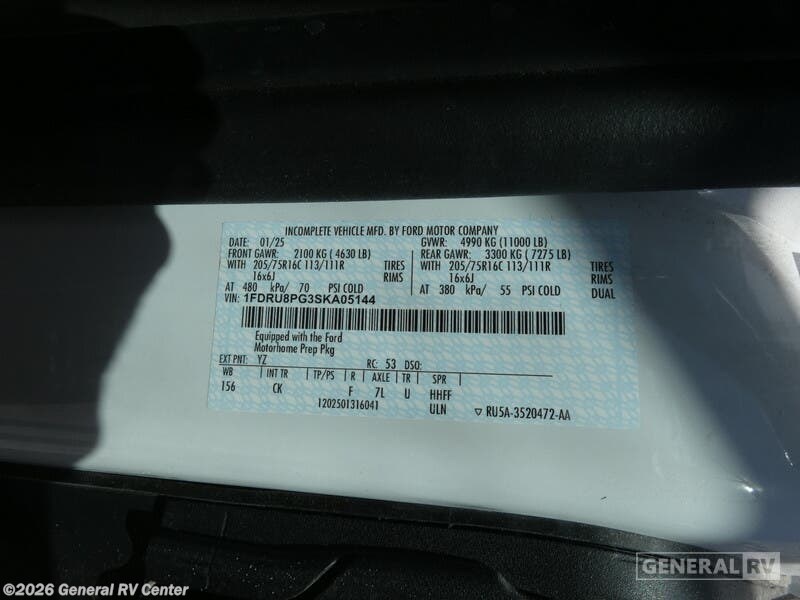 INCOMPLETE VEHICLE MFD. BY FORD MOTOR COMPANY
DATE: 01/25 GVWR: 4990 KG (11000 LB)
FRONT GAWR: 2100 KG ( 4630 LB) REAR GAWR: 3300 KG ( 7275 LB)
WITH 205/75R16C 113/111R TIRES WITH 205/75R16C 113/111R TIRES
16x6J RIMS 16x6J RIMS
AT 480 kPa/ 70 PSI COLD AT 380 kPa/ 55 PSI COLD DUAL
VIN: 1FDRU8PG3SKA05144
Equipped with the Ford
Motorhome Prep Pkg
EXT PNT: YZ RC: 53 DSO:
WB INT TR TP/PS R AXLE TR SPR
156 CK F 7L U HHFF
1202501316041 ULN ▽ RU5A-3520472-AA
GENERAL RV
©2026 General RV Center